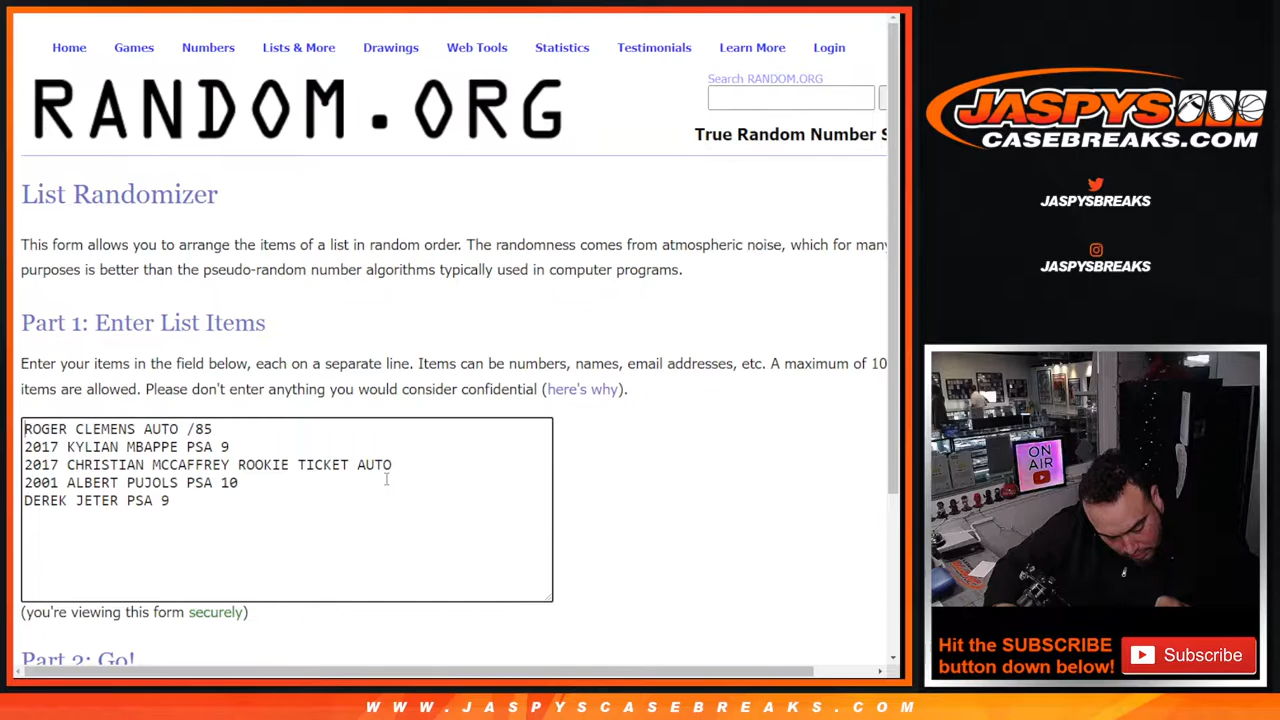 Home Games Numbers Lists & More Drawings Web Tools Statistics Testimonials Learn More Login
RANDOM.ORG
Search RANDOM.ORG
True Random Number S
List Randomizer
This form allows you to arrange the items of a list in random order. The randomness comes from atmospheric noise, which for many
purposes is better than the pseudo-random number algorithms typically used in computer programs.
Part 1: Enter List Items
Enter your items in the field below, each on a separate line. Items can be numbers, names, email addresses, etc. A maximum of 10
items are allowed. Please don't enter anything you would consider confidential (here's why).
ROGER CLEMENS AUTO /85
2017 KYLIAN MBAPPE PSA 9
2017 CHRISTIAN MCCAFFREY ROOKIE TICKET AUTO
2001 ALBERT PUJOLS PSA 10
DEREK JETER PSA 9
(you're viewing this form securely)
Part 2: Go!
JASPYS
CASEBREAKS.COM
JASPYSBREAKS
JASPYSBREAKS
ON
AIR
Hit the SUBSCRIBE
button down below!
Subscribe
WWW.JASPYSCASEBREAKS.COM